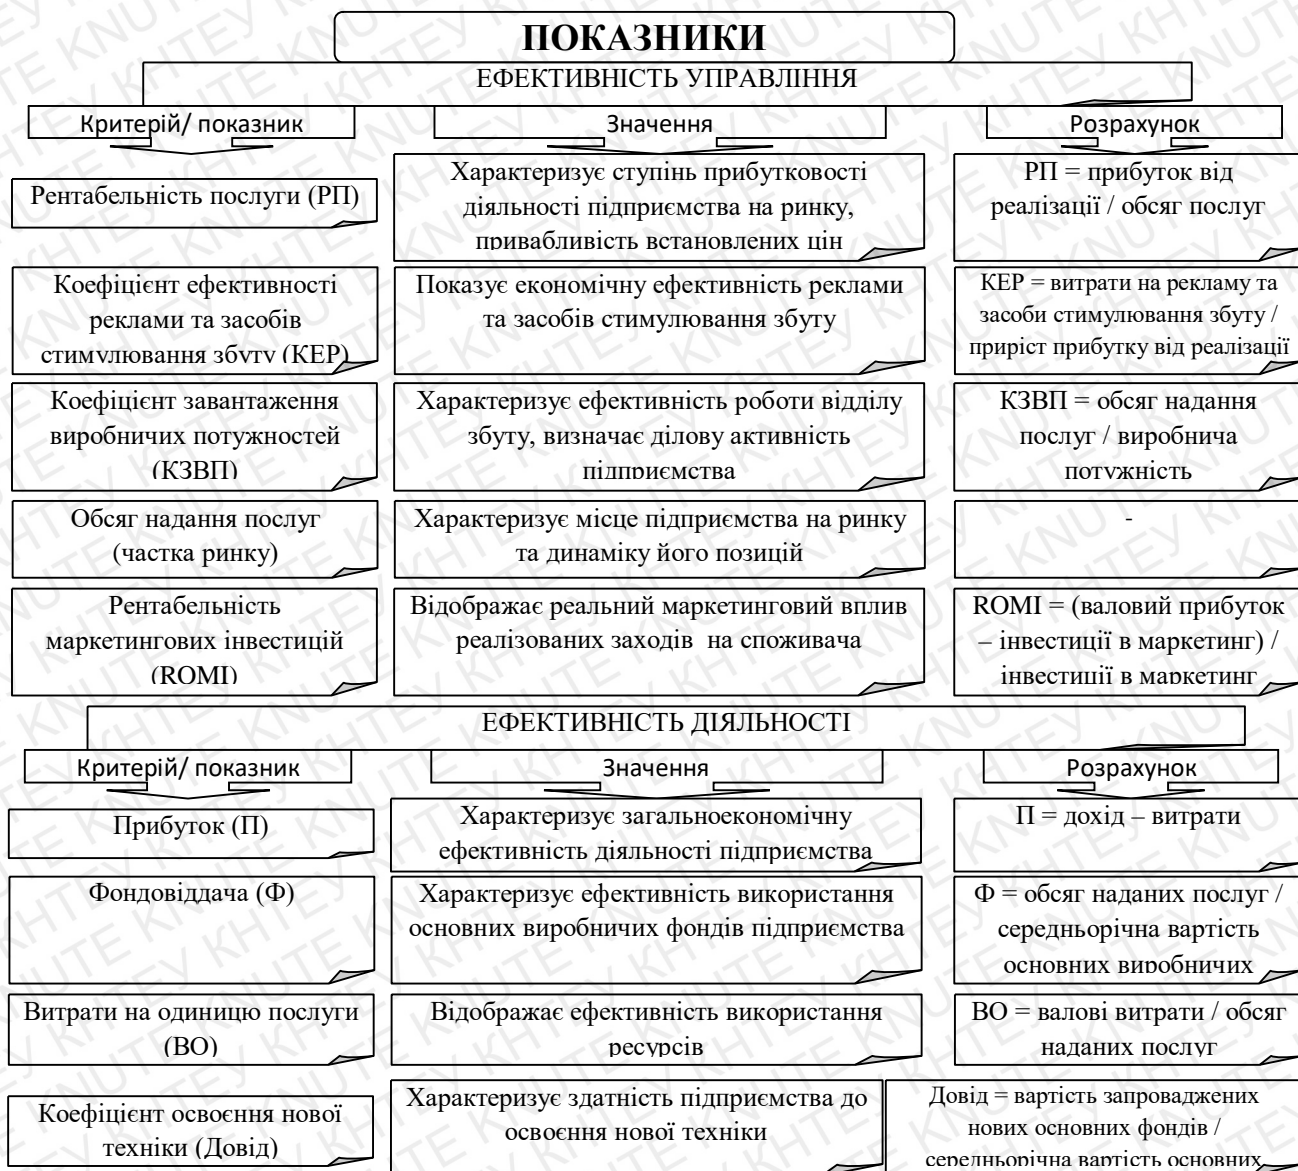 ПОКАЗНИКИ
ЕФЕКТИВНІСТЬ УПРАВЛІННЯ
Критерій/ показник
Значення
Розрахунок
Рентабельність послуги (РП)
Характеризує ступінь прибутковості
діяльності підприємства на ринку,
привабливість встановлених цін
РП = прибуток від
реалізації / обсяг послуг
Коефіцієнт ефективності
реклами та засобів
стимулювання збуту (КЕР)
Показує економічну ефективність реклами
та засобів стимулювання збуту
КЕР = витрати на рекламу та
засоби стимулювання збуту /
приріст прибутку від реалізації
Коефіцієнт завантаження
виробничих потужностей
(КЗВП)
Характеризує ефективність роботи відділу
збуту, визначає ділову активність
підприємства
КЗВП = обсяг надання
послуг / виробнича
потужність
Обсяг надання послуг
(частка ринку)
Характеризує місце підприємства на ринку
та динаміку його позицій
-
Рентабельність
маркетингових інвестицій
(ROMI)
Відображає реальний маркетинговий вплив
реалізованих заходів на споживача
ROMI = (валовий прибуток
– інвестиції в маркетинг) /
інвестиції в маркетинг
ЕФЕКТИВНІСТЬ ДІЯЛЬНОСТІ
Критерій/ показник
Значення
Розрахунок
Прибуток (П)
Характеризує загальноекономічну
ефективність діяльності підприємства
П = дохід – витрати
Фондовіддача (Ф)
Характеризує ефективність використання
основних виробничих фондів підприємства
Ф = обсяг наданих послуг /
середньорічна вартість
основних виробничих
Витрати на одиницю послуги
(ВО)
Відображає ефективність використання
ресурсів
ВО = валові витрати / обсяг
наданих послуг
Коефіцієнт освоєння нової
техніки (Довід)
Характеризує здатність підприємства до
освоєння нової техніки
Довід = вартість запроваджених
нових основних фондів /
середньорічна вартість основних